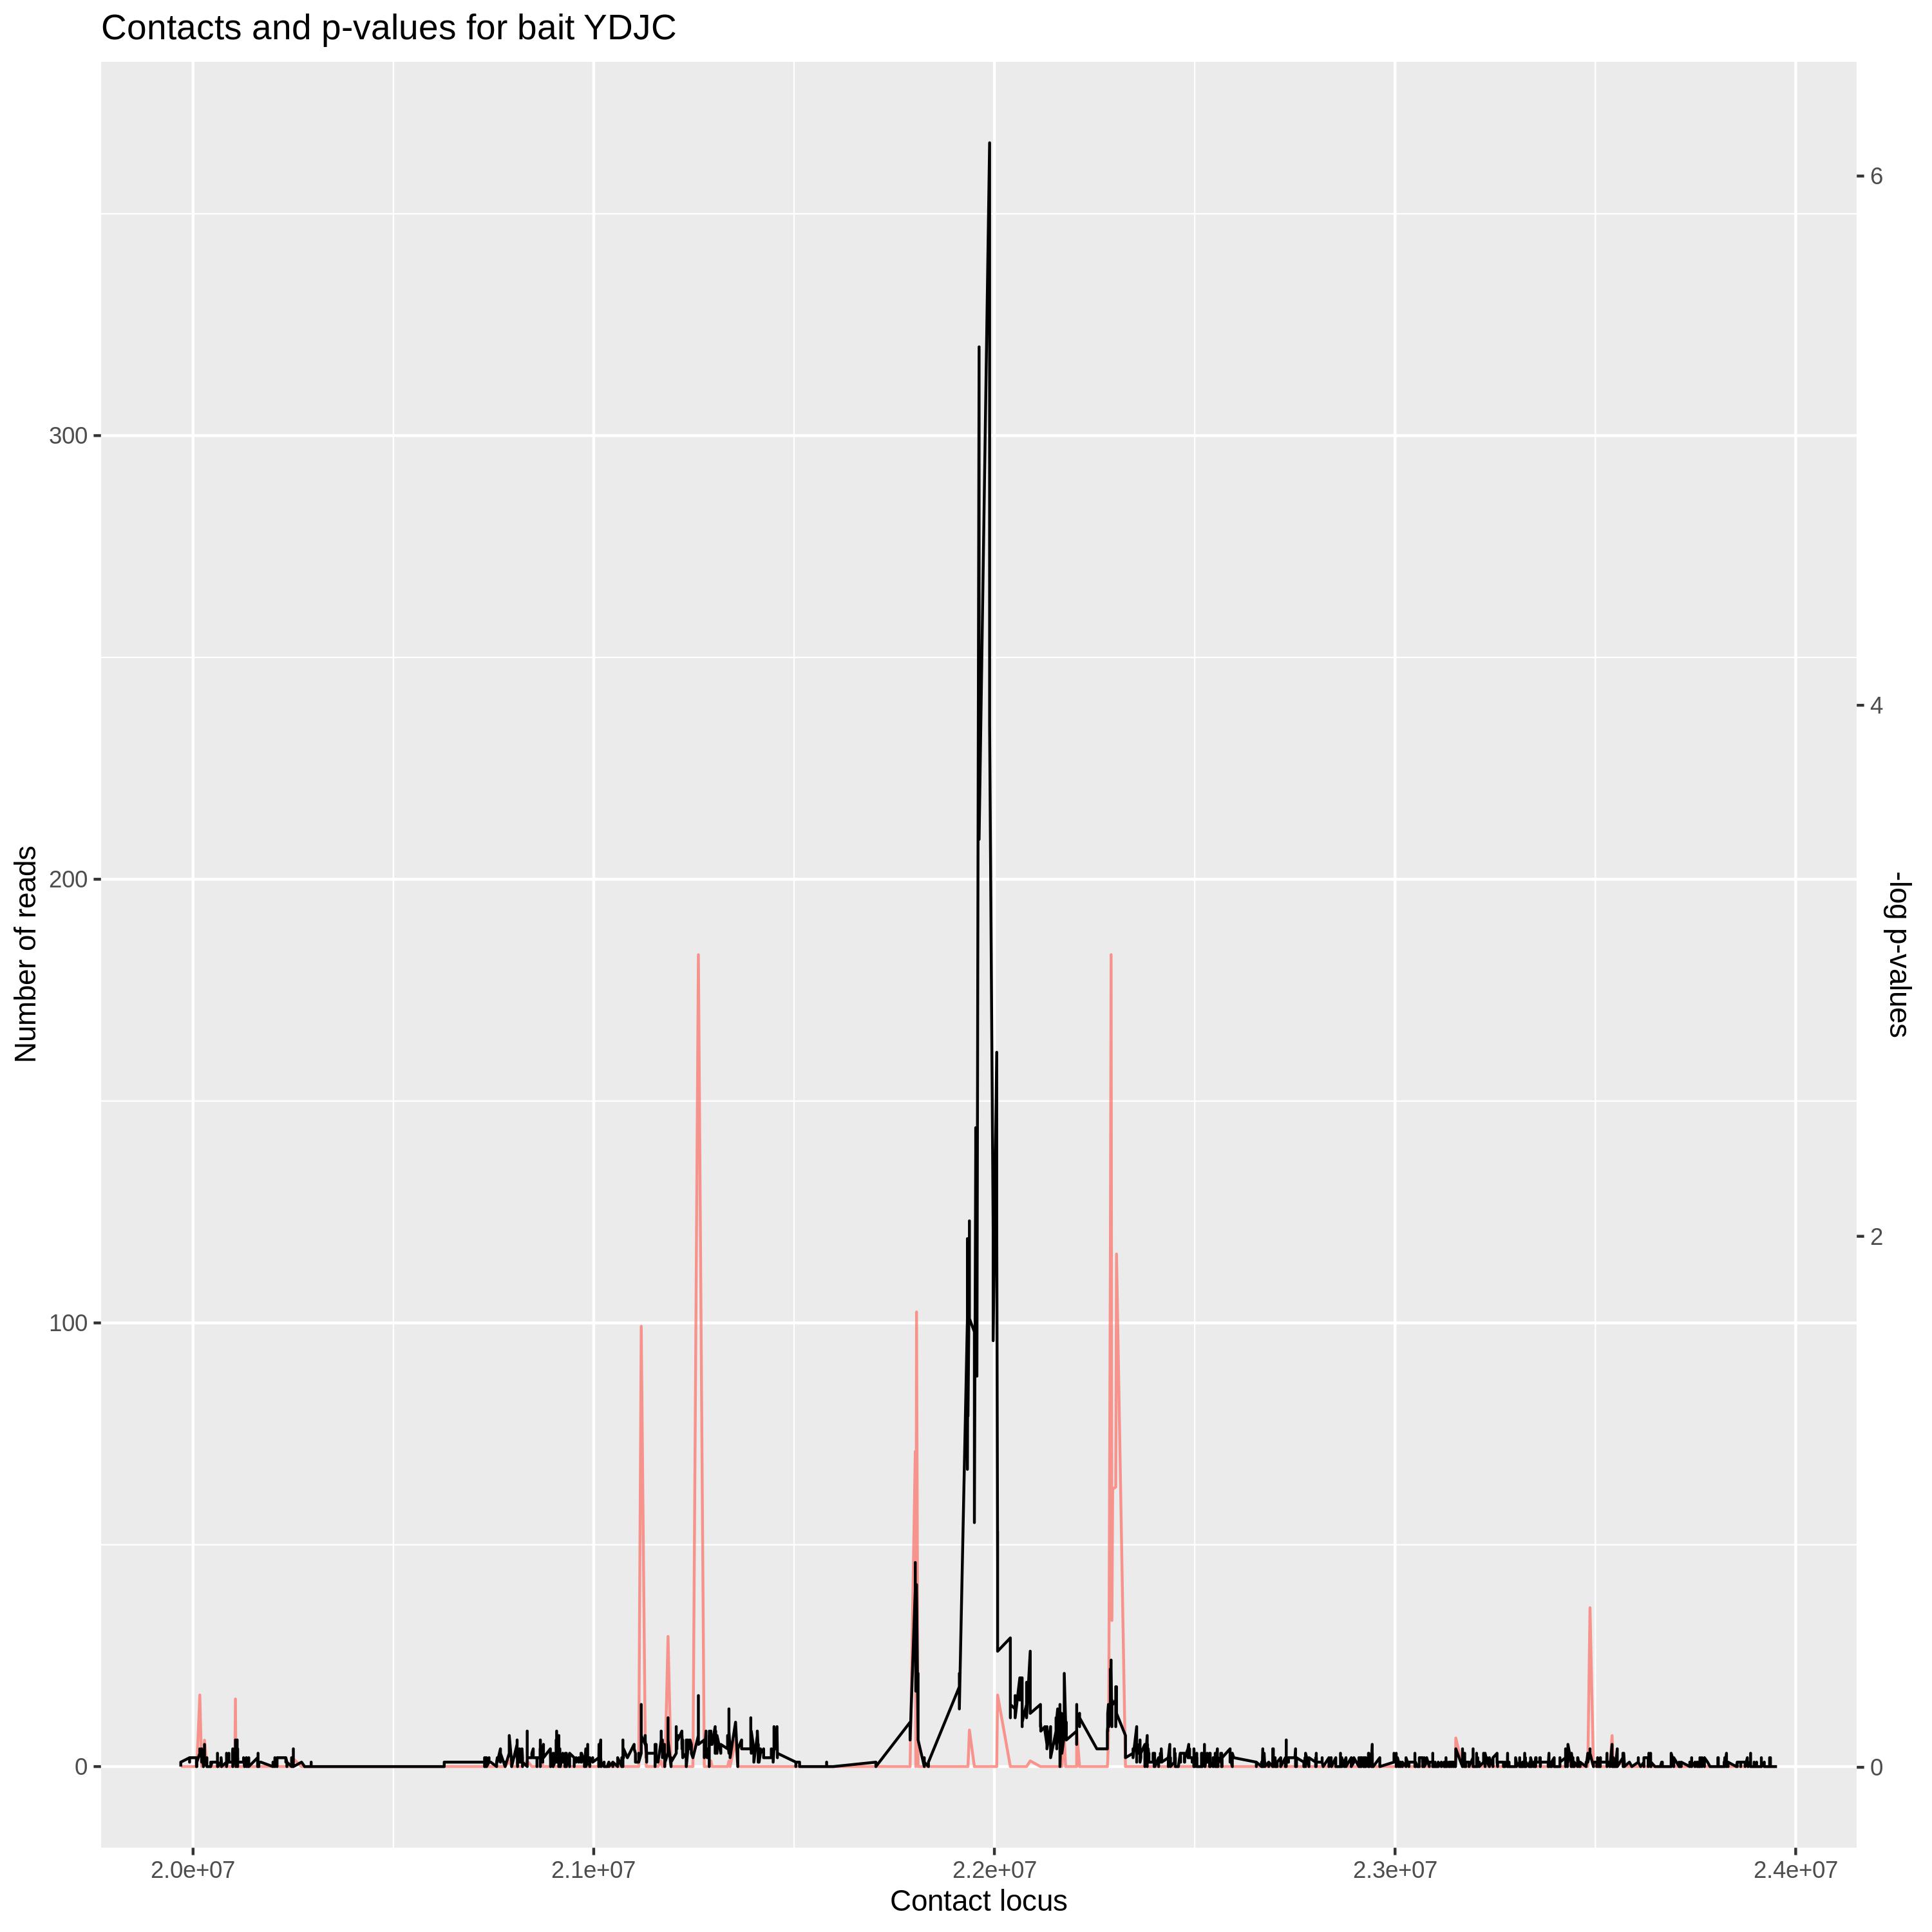 Contacts and p-values for bait YDJC
Number of reads
300
200
100
0
6
4
2
0
-log p-values
2.0e+07
2.1e+07
2.2e+07
2.3e+07
2.4e+07
Contact locus